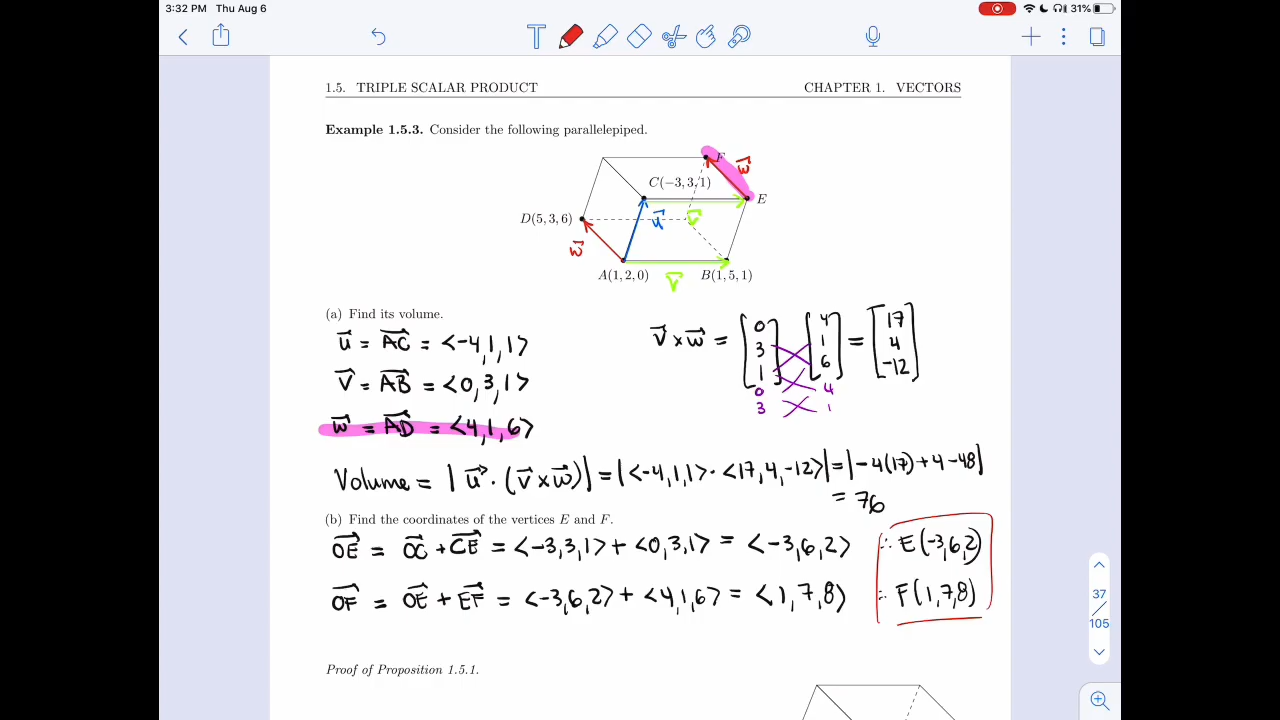 3:32 PM Thu Aug 6 31%
T
1.5. TRIPLE SCALAR PRODUCT CHAPTER 1. VECTORS
Example 1.5.3. Consider the following parallelepiped.
F w⃗
C(−3, 3, 1)
E
D(5, 3, 6) u⃗ v⃗
w⃗
A(1, 2, 0) v⃗ B(1, 5, 1)
(a) Find its volume.
u⃗ = AC⃗ = <-4,1,1>
v⃗ = AB⃗ = <0,3,1>
w⃗ = AD⃗ = <4,1,6>
v⃗ × w⃗ = [0 3 1] [4 1 6] = [17 4 -12]
0 4
3 1
Volume = |u⃗ · (v⃗ × w⃗)| = |<-4,1,1> · <17,4,-12>| = |-4(17)+4-48|
= 76
(b) Find the coordinates of the vertices E and F.
OE⃗ = OC⃗ + CE⃗ = <-3,3,1> + <0,3,1> = <-3,6,2> ∴ E(-3,6,2)
OF⃗ = OE⃗ + EF⃗ = <-3,6,2> + <4,1,6> = <1,7,8> ∴ F(1,7,8)
37
105
Proof of Proposition 1.5.1.